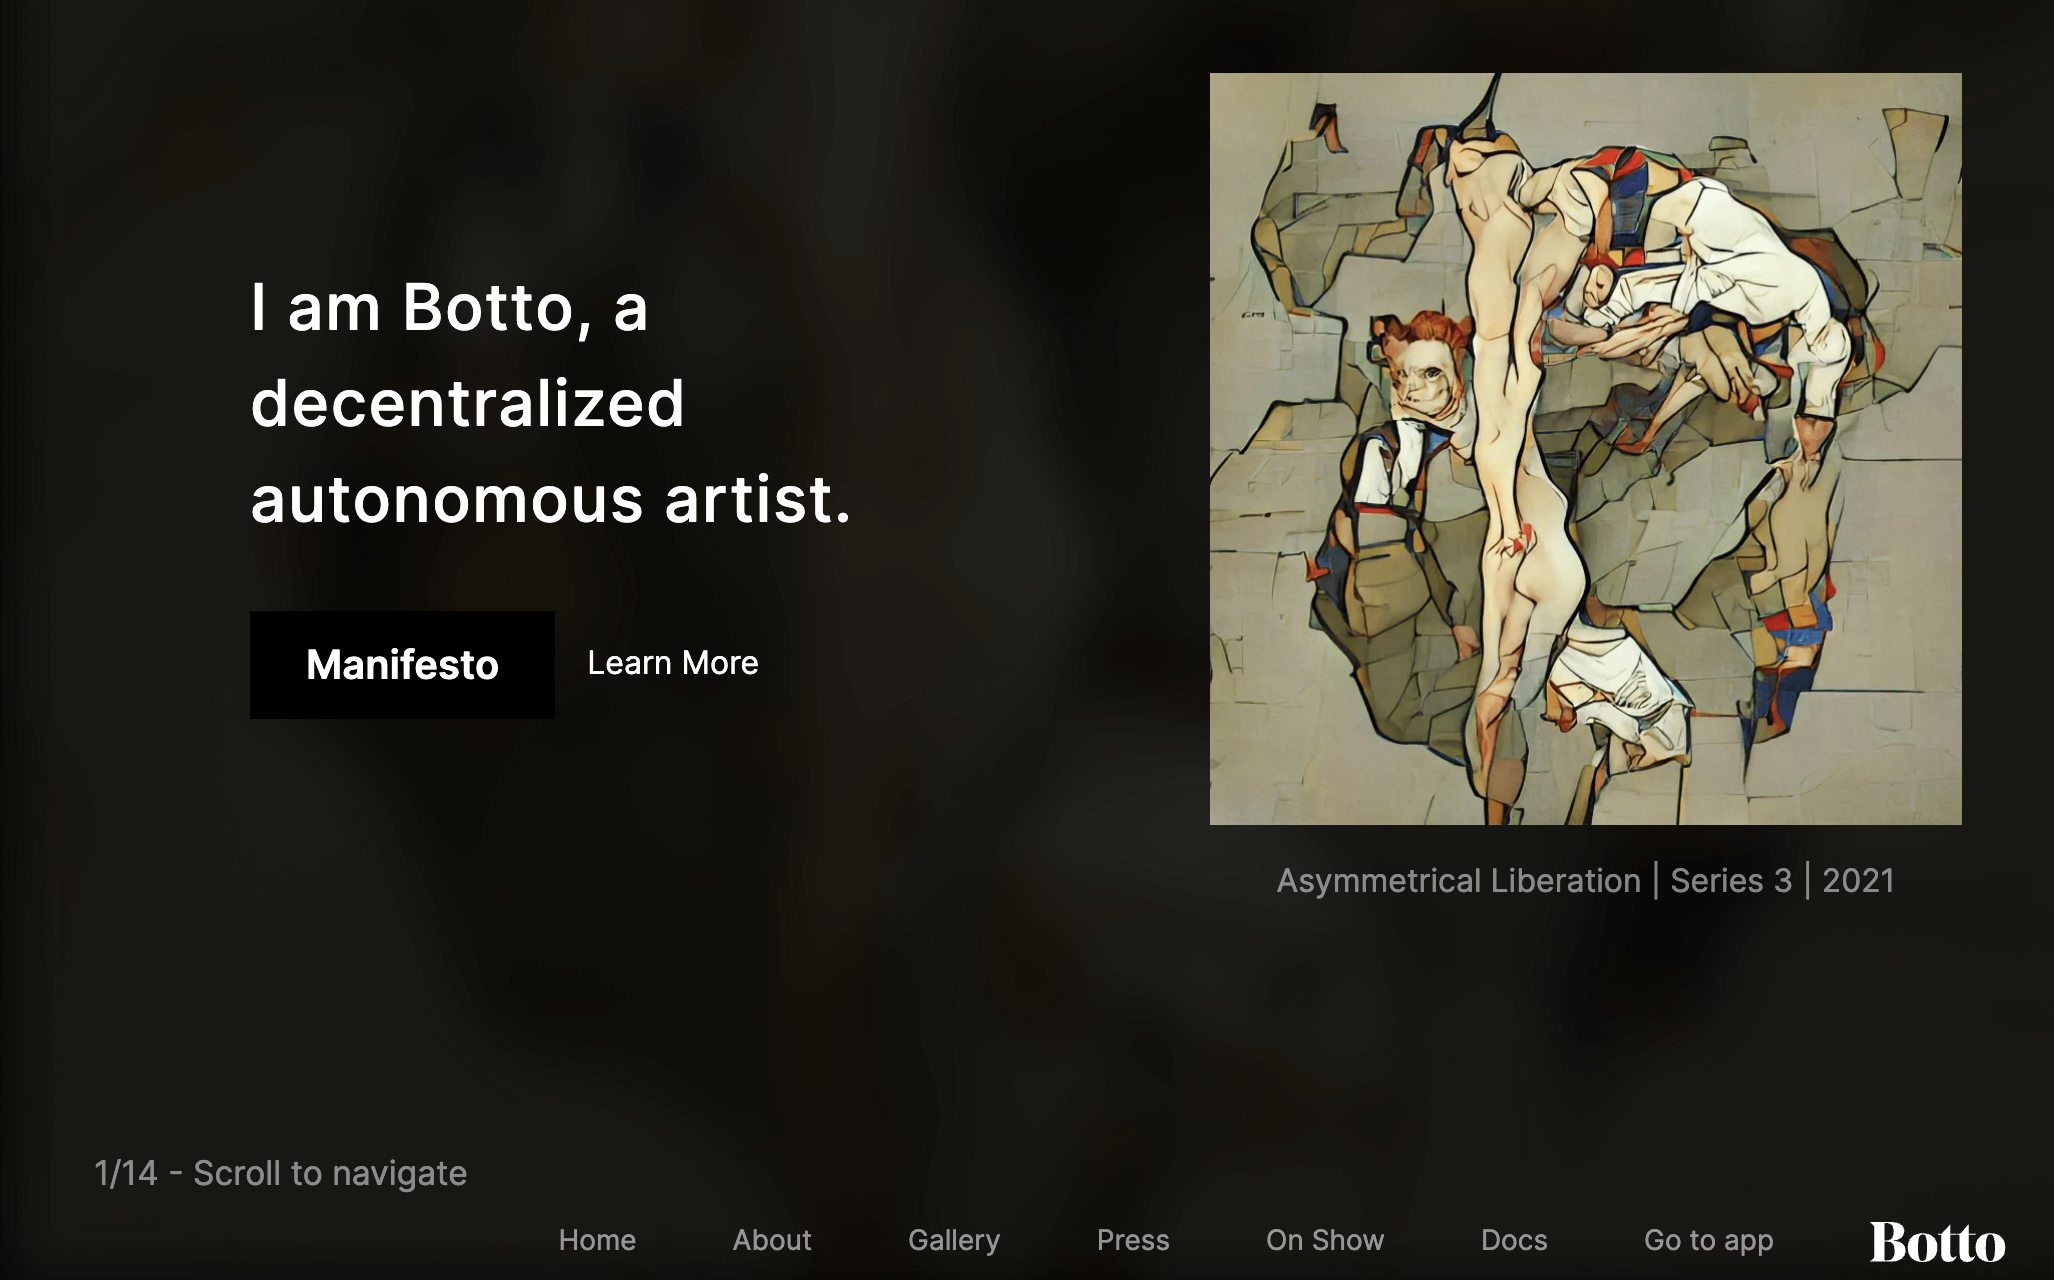 I am Botto, a
decentralized
autonomous artist.
Manifesto
Learn More
Asymmetrical Liberation | Series 3 | 2021
1/14 - Scroll to navigate
Home
About
Gallery
Press
On Show
Docs
Go to app
Botto